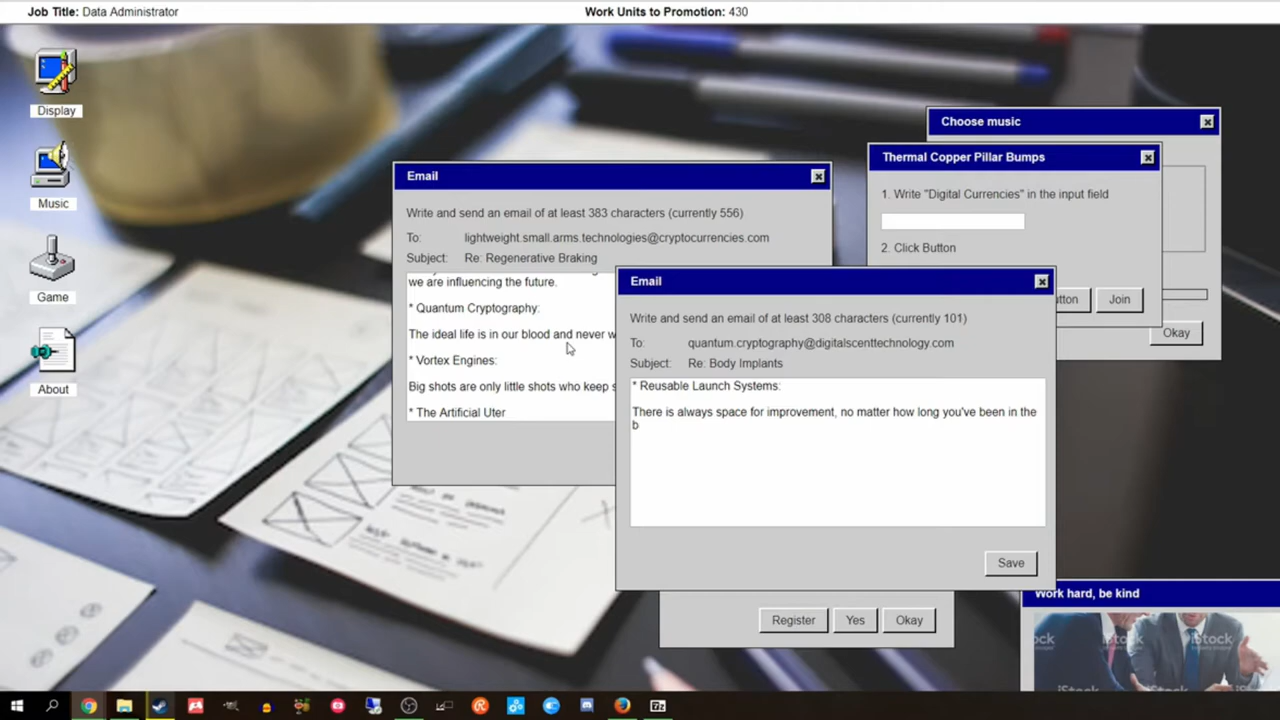 Job Title: Data Administrator
Work Units to Promotion: 430
Display
Music
Game
About
Choose music
Okay
Thermal Copper Pillar Bumps
1. Write "Digital Currencies" in the input field
2. Click Button
Join
Email
Write and send an email of at least 383 characters (currently 556)
To: lightweight.small.arms.technologies@cryptocurrencies.com
Subject: Re: Regenerative Braking
we are influencing the future.
* Quantum Cryptography:
The ideal life is in our blood and never
* Vortex Engines:
Big shots are only little shots who keep
* The Artificial Uter
Email
Write and send an email of at least 308 characters (currently 101)
To: quantum.cryptography@digitalscenttechnology.com
Subject: Re: Body Implants
* Reusable Launch Systems:
There is always space for improvement, no matter how long you've been in the
b
Save
Register
Yes
Okay
Work hard, be kind
iStock
iStock
iStock
iStock
iStock
7z